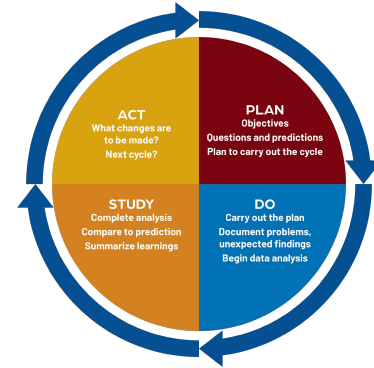 ACT
What changes are
to be made?
Next cycle?
PLAN
Objectives
Questions and predictions
Plan to carry out the cycle
STUDY
Complete analysis
Compare to prediction
Summarize learnings
DO
Carry out the plan
Document problems,
unexpected findings
Begin data analysis